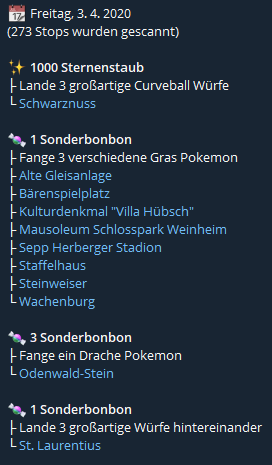 Freitag, 3. 4. 2020
(273 Stops wurden gescannt)
1000 Sternenstaub
Lande 3 großartige Curveball Würfe
Schwarznuss
1 Sonderbonbon
Fange 3 verschiedene Gras Pokemon
Alte Gleisanlage
Bärenspielplatz
Kulturdenkmal "Villa Hübsch"
Mausoleum Schlosspark Weinheim
Sepp Herberger Stadion
Staffelhaus
Steinweiser
Wachenburg
3 Sonderbonbon
Fange ein Drache Pokemon
Odenwald-Stein
1 Sonderbonbon
Lande 3 großartige Würfe hintereinander
St. Laurentius